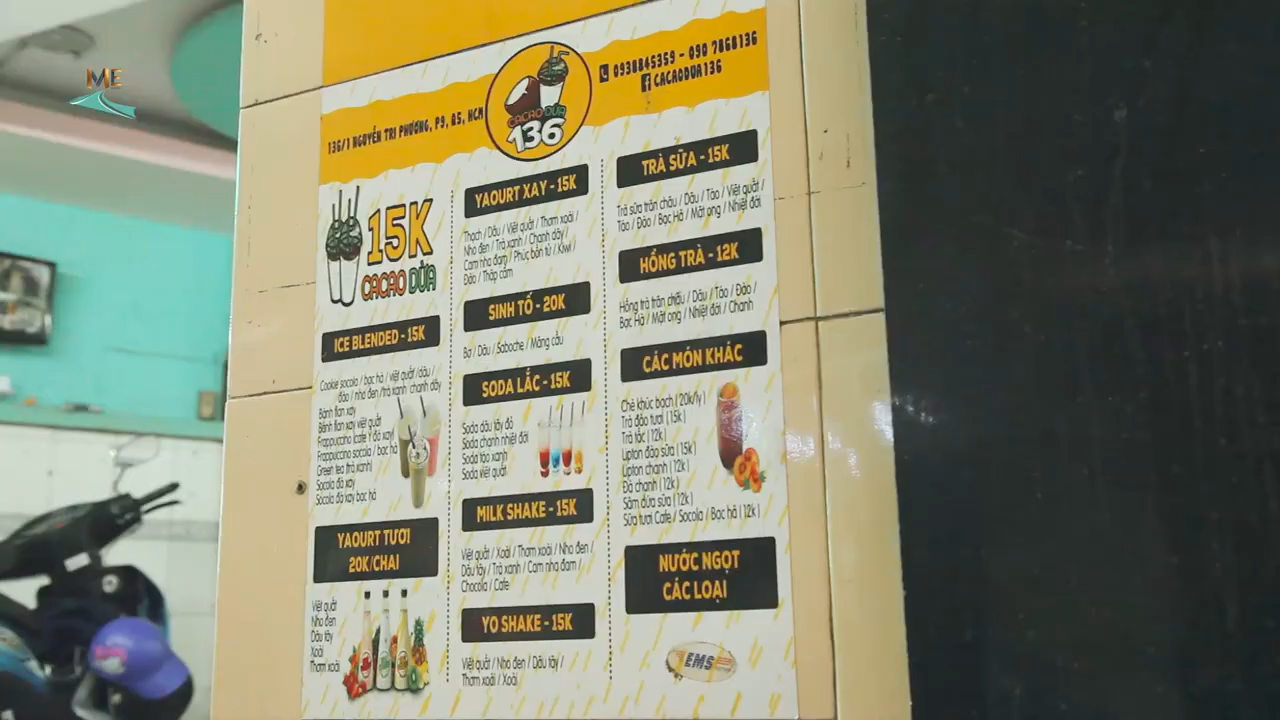 ME
136/1 NGUYỄN TRI PHƯƠNG, P9, Q5, HCM
CACAO DỪA
136
0938845359 - 090 7868136
CACAODUA136
15K
CACAO DỪA
ICE BLENDED - 15K
Cookie socola / bạc hà / việt quất / dâu /
đào / nho đen / trà xanh / chanh dây
Bánh flan xay
Bánh flan xay việt quất
Frappuccino (cafe Ý đá xay)
Frappuccino socola / bạc hà
Green tea (trà xanh)
Socola đá xay
Socola đá xay bạc hà
YAOURT TƯƠI
20K/CHAI
Việt quất
Nho đen
Dâu tây
Xoài
Thơm xoài
YAOURT XAY - 15K
Thạch / Dâu / Việt quất / Thơm xoài /
Nho đen / Trà xanh / Chanh dây /
Cam nha đam / Phúc bồn tử / Kiwi /
Đào / Thập cẩm
SINH TỐ - 20K
Bơ / Dâu / Saboche / Mãng cầu
SODA LẮC - 15K
Soda dâu tây đỏ
Soda chanh nhiệt đới
Soda táo xanh
Soda việt quất
MILK SHAKE - 15K
Việt quất / Xoài / Thơm xoài / Nho đen /
Dâu tây / Trà xanh / Cam nha đam /
Chocola / Cafe
YO SHAKE - 15K
Việt quất / Nho đen / Dâu tây /
Thơm xoài / Xoài
TRÀ SỮA - 15K
Trà sữa trân châu / Dâu / Táo / Việt quất /
Táo / Đào / Bạc Hà / Mật ong / Nhiệt đới
HỒNG TRÀ - 12K
Hồng trà trân châu / Dâu / Táo / Đào /
Bạc Hà / Mật ong / Nhiệt đới / Chanh
CÁC MÓN KHÁC
Chè khúc bạch (20k/ly)
Trà đào tươi (15k)
Trà tắc (12k)
Lipton đào sữa (15k)
Lipton chanh (12k)
Đá chanh (12k)
Sâm dứa sữa (12k)
Sữa tươi Cafe / Socola / Bạc hà (12k)
NƯỚC NGỌT
CÁC LOẠI
EMS